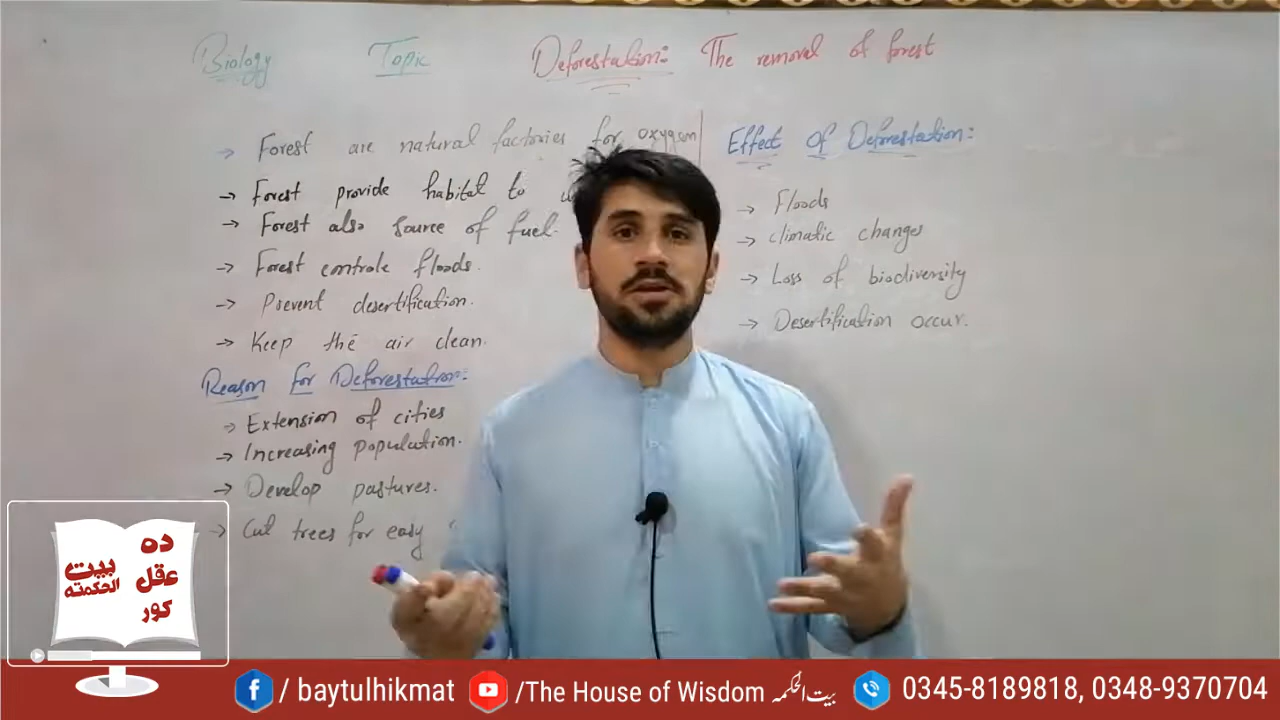 Biology Topic Deforestation: The removal of forest
→ Forest are natural factories for oxygen
→ Forest provide habitat to
→ Forest also source of fuel.
→ Forest controle floods.
→ Prevent desertification.
→ Keep the air clean.
Reason for Deforestation:
→ Extension of cities
→ Increasing population.
→ Develop pastures.
→ Cut trees for easy
Effect Of Deforestation:
→ Floods
→ climatic changes
→ Loss of biodiversity
→ Desertification occur.
بیت الحکمته
ده عقل کور
/ baytulhikmat /The House of Wisdom بیت الحکمہ 0345-8189818, 0348-9370704